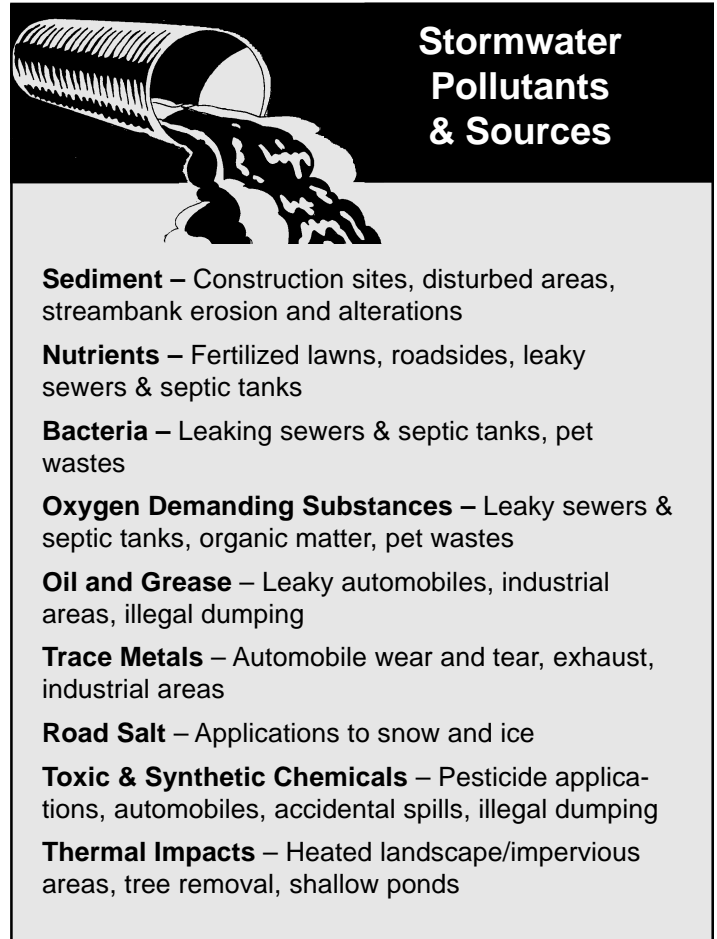 Stormwater
Pollutants
& Sources
Sediment – Construction sites, disturbed areas,
streambank erosion and alterations
Nutrients – Fertilized lawns, roadsides, leaky
sewers & septic tanks
Bacteria – Leaking sewers & septic tanks, pet
wastes
Oxygen Demanding Substances – Leaky sewers &
septic tanks, organic matter, pet wastes
Oil and Grease – Leaky automobiles, industrial
areas, illegal dumping
Trace Metals – Automobile wear and tear, exhaust,
industrial areas
Road Salt – Applications to snow and ice
Toxic & Synthetic Chemicals – Pesticide applica-
tions, automobiles, accidental spills, illegal dumping
Thermal Impacts – Heated landscape/impervious
areas, tree removal, shallow ponds